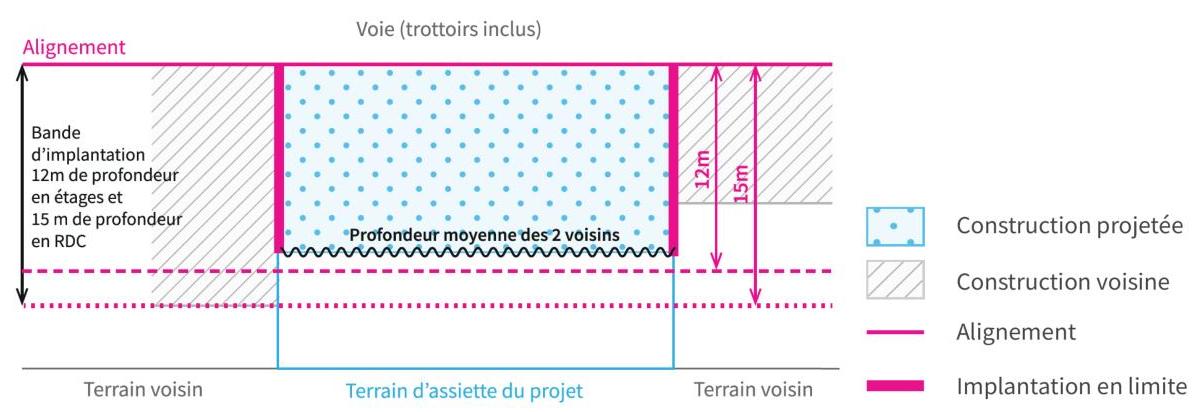 Voie (trottoirs inclus)
Alignement
Bande
d'implantation
12m de profondeur
en étages et
15 m de profondeur
en RDC
Profondeur moyenne des 2 voisins
12m
15m
Terrain voisin
Terrain d'assiette du projet
Terrain voisin
Construction projetée
Construction voisine
Alignement
Implantation en limite